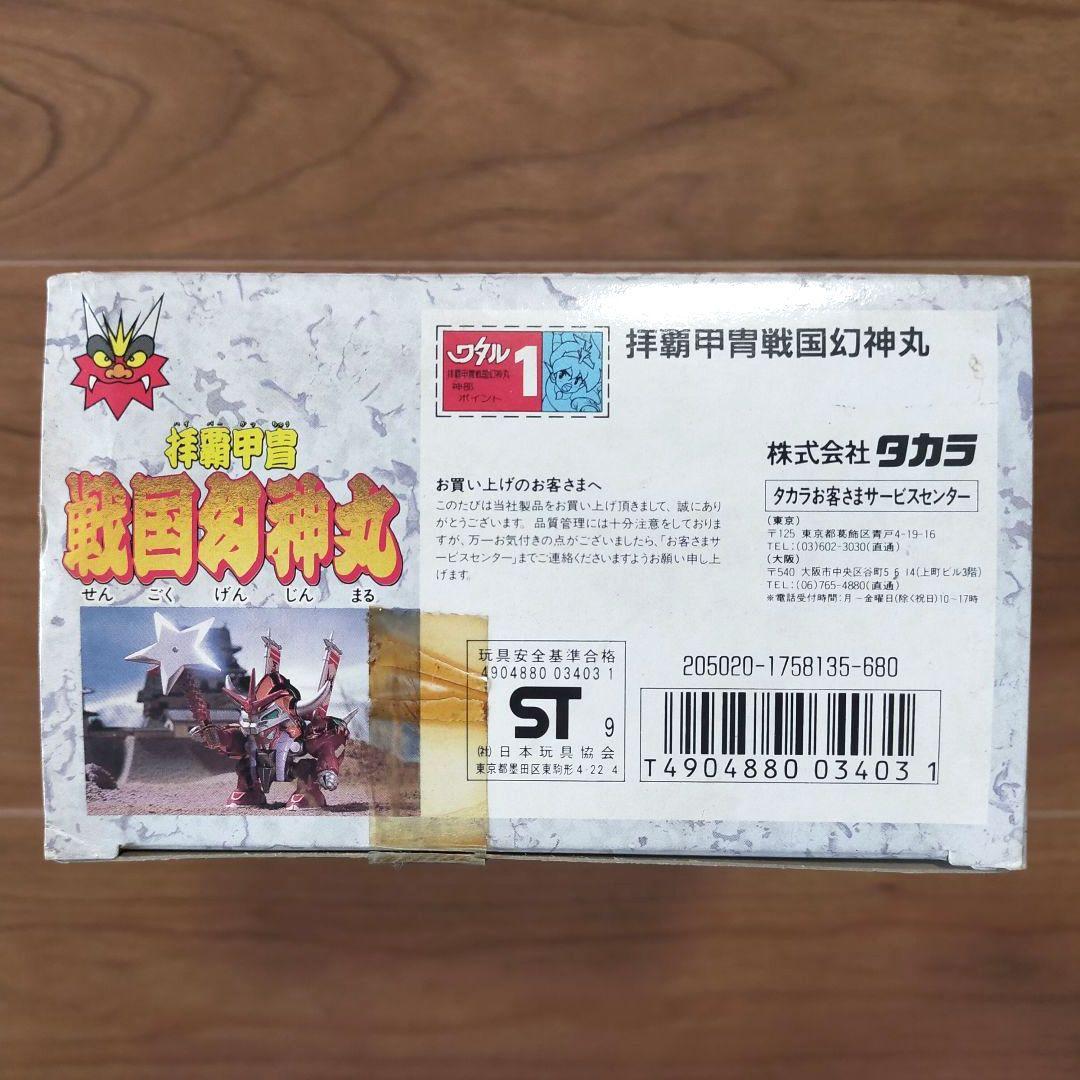 ハイ パー かっ ちゅう
拝覇甲冑
戦国幻神丸
せん ごく げん じん まる
ワタル
拝覇甲冑戦国幻神丸
神部
ポイント
1
拝覇甲冑戦国幻神丸
株式会社 タカラ
タカラお客さまサービスセンター
(東京)
〒125 東京都葛飾区青戸4-19-16
TEL:(03)602-3030(直通)
(大阪)
〒540 大阪市中央区谷町5 6 14(上町ビル3階)
TEL:(06)765-4880(直通)
※電話受付時間:月-金曜日(除く祝日)10~17時
お買い上げのお客さまへ
このたびは当社製品をお買い上げ頂きまして、誠にあり
がとうございます。品質管理には十分注意をしております
が、万一お気付きの点がございましたら、「お客さまサ
ービスセンター」までご連絡くださいますようお願い申し上
げます。
玩具安全基準合格
4904880 03403 1
ST 9
(社)日本玩具協会
東京都墨田区東駒形4-22 4
205020-1758135-680
T4904880 03403 1